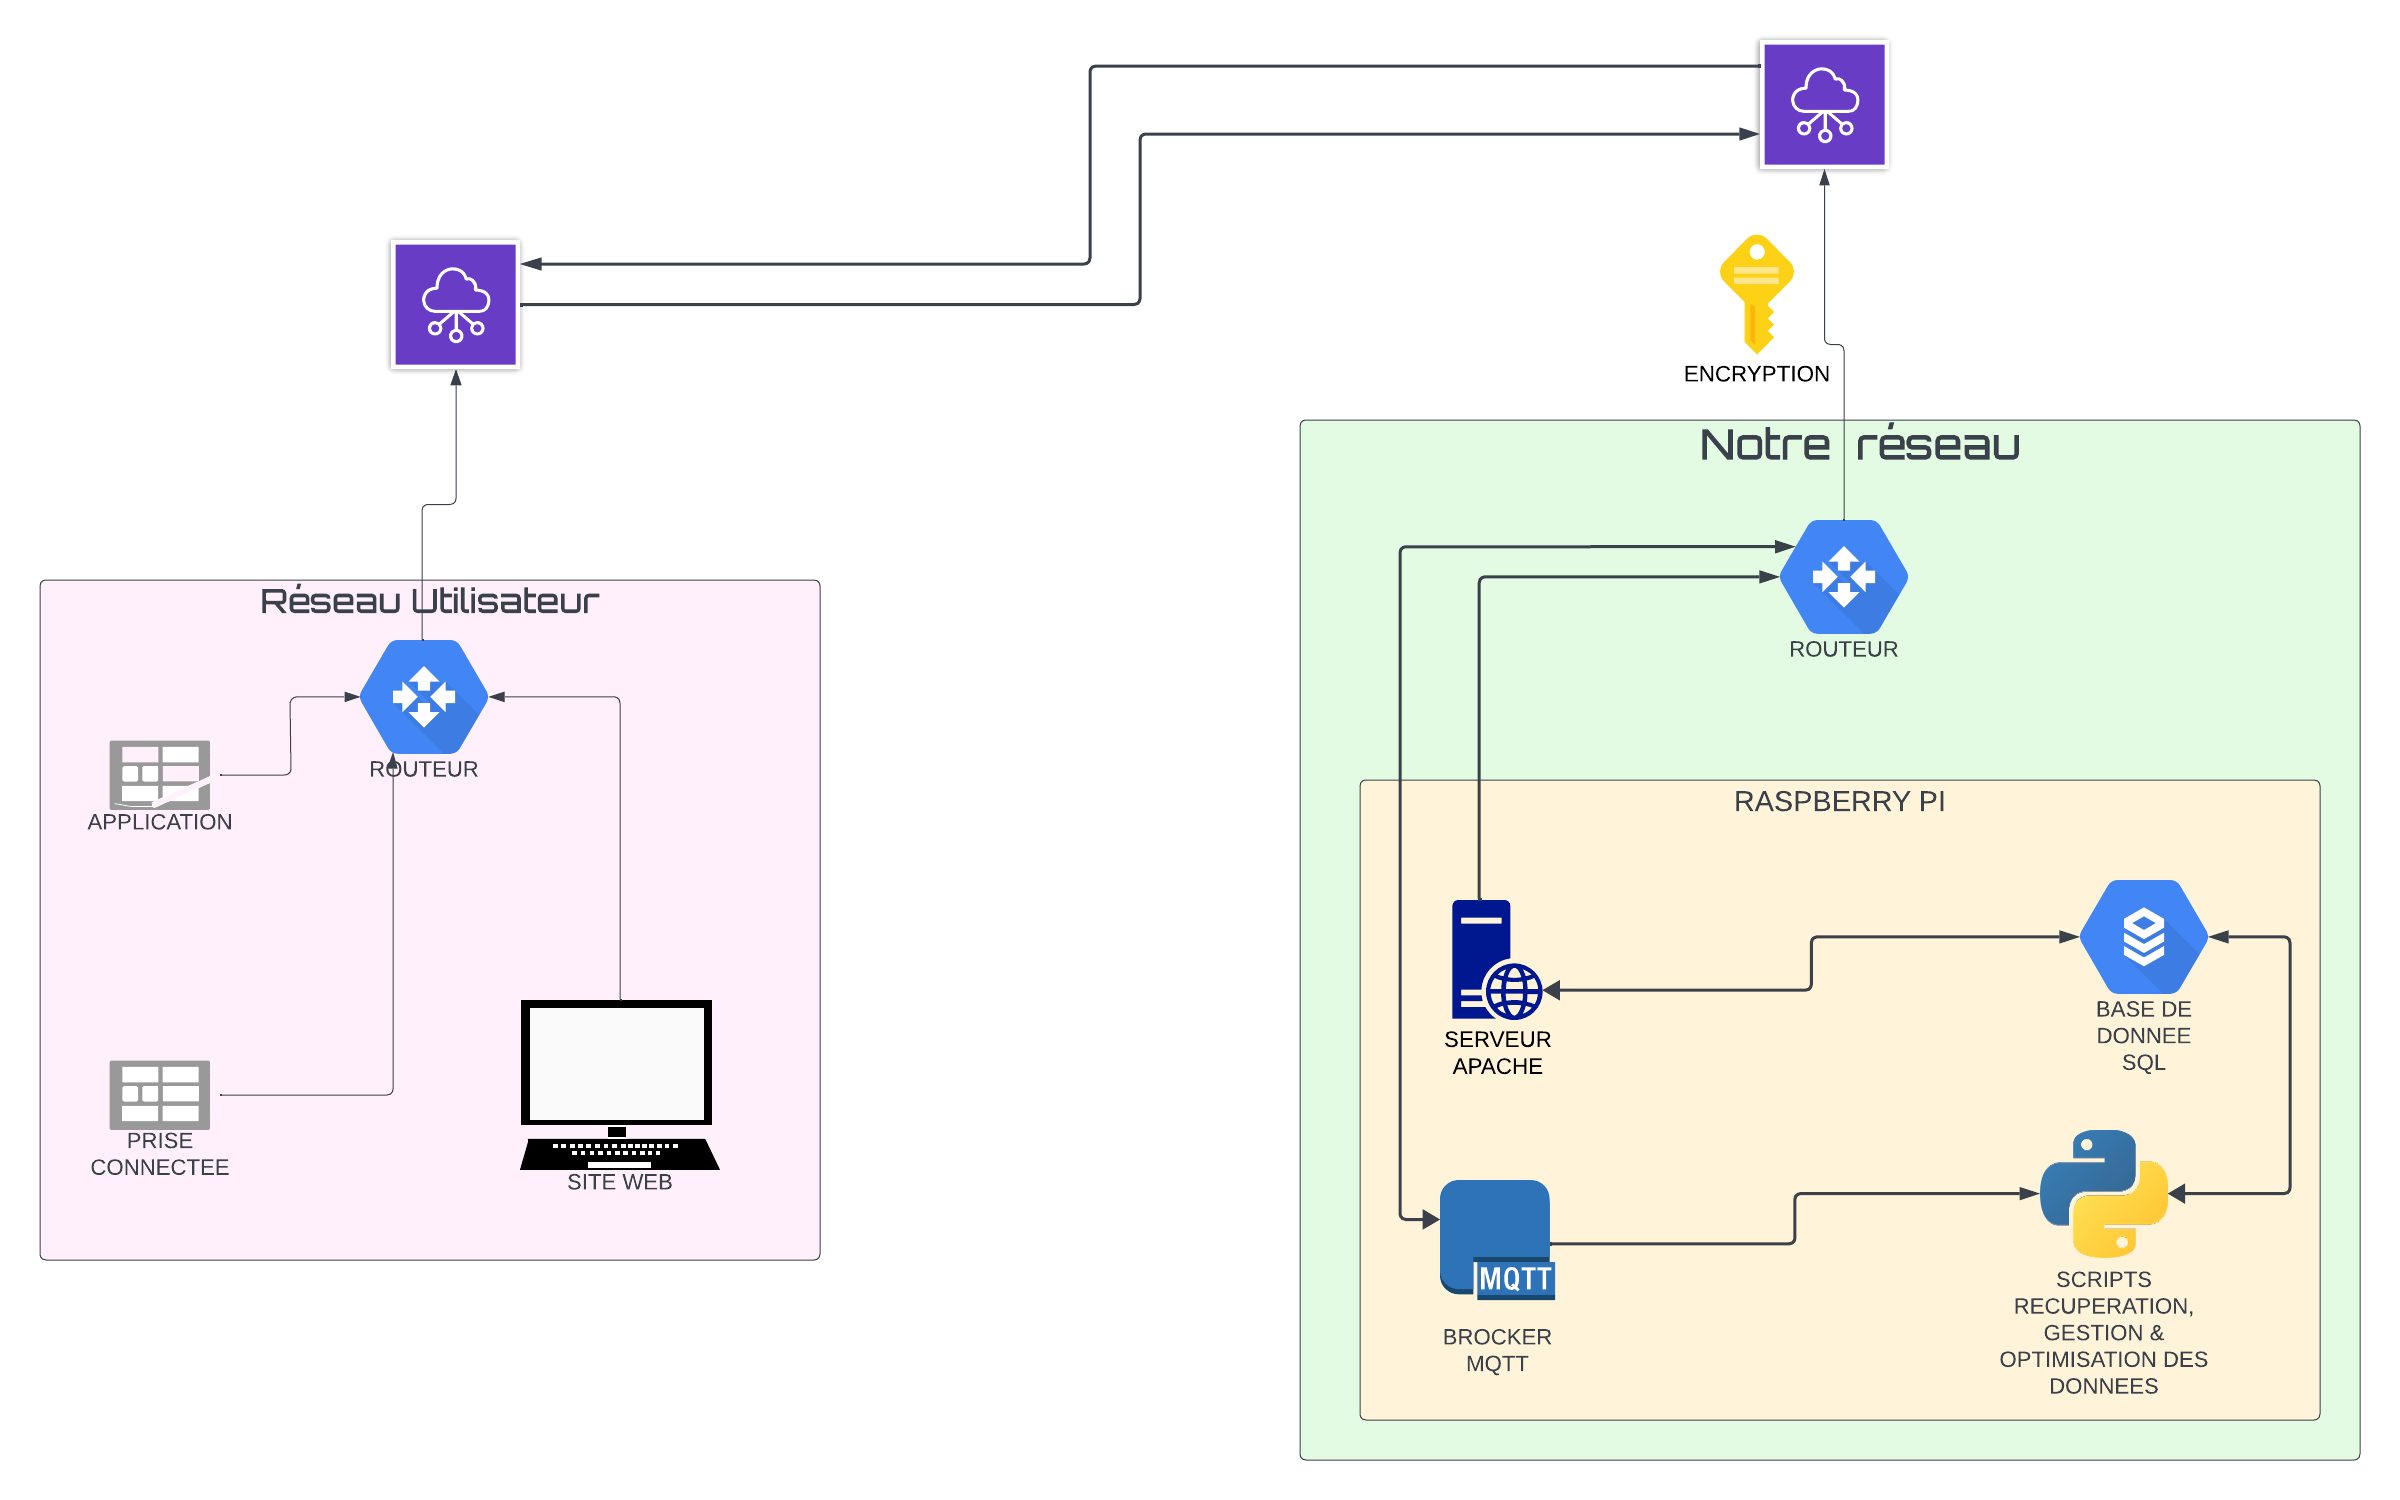 ENCRYPTION
Notre réseau
ROUTEUR
Réseau Utilisateur
ROUTEUR
APPLICATION
PRISE
CONNECTEE
SITE WEB
RASPBERRY PI
SERVEUR
APACHE
BASE DE
DONNEE
SQL
MQTT
BROCKER
MQTT
SCRIPTS
RECUPERATION,
GESTION &
OPTIMISATION DES
DONNEES